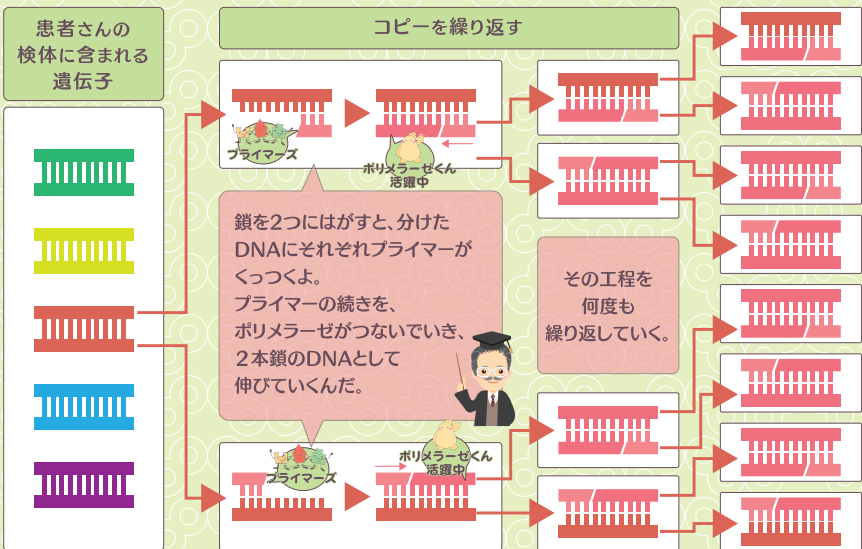 患者さんの
検体に含まれる
遺伝子
コピーを繰り返す
プライマーズ
ポリメラーゼくん
活躍中
鎖を2つにはがすと、分けた
DNAにそれぞれプライマーが
くっつくよ。
プライマーの続きを、
ポリメラーゼがつないでいき、
２本鎖のDNAとして
伸びていくんだ。
その工程を
何度も
繰り返していく。
プライマーズ
ポリメラーゼくん
活躍中